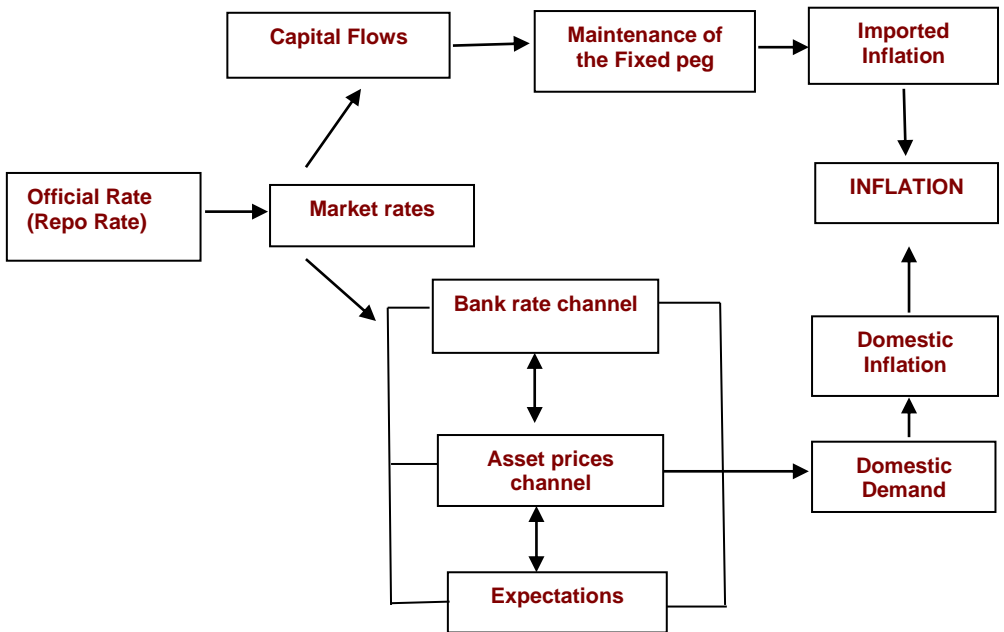 Capital Flows
Maintenance of
the Fixed peg
Imported
Inflation
Official Rate
(Repo Rate)
Market rates
INFLATION
Bank rate channel
Domestic
Inflation
Asset prices
channel
Domestic
Demand
Expectations